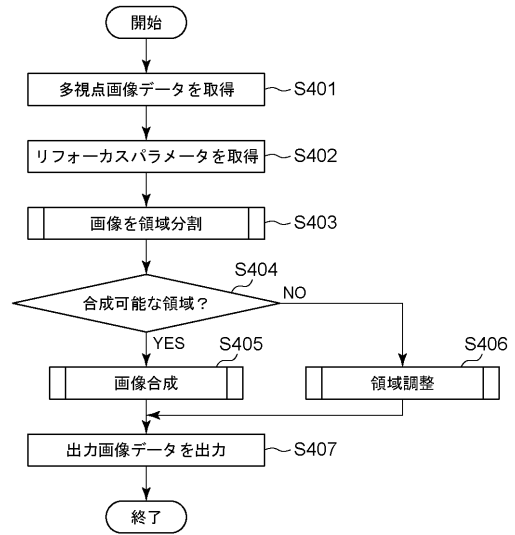 開始
多視点画像データを取得 S401
リフォーカスパラメータを取得 S402
画像を領域分割 S403
S404
合成可能な領域？ NO
YES
S405 S406
画像合成 領域調整
出力画像データを出力 S407
終了